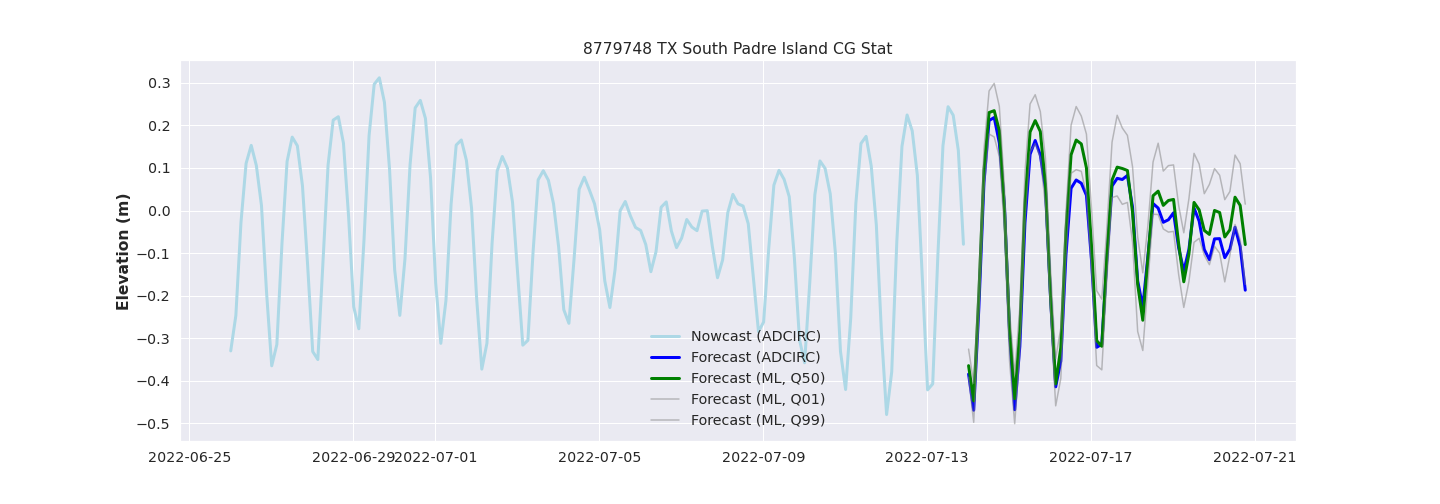 8779748 TX South Padre Island CG Stat
Elevation (m)
0.3
0.2
0.1
0.0
−0.1
−0.2
−0.3
−0.4
−0.5
Nowcast (ADCIRC)
Forecast (ADCIRC)
Forecast (ML, Q50)
Forecast (ML, Q01)
Forecast (ML, Q99)
2022-06-25 2022-06-29 2022-07-01 2022-07-05 2022-07-09 2022-07-13 2022-07-17 2022-07-21